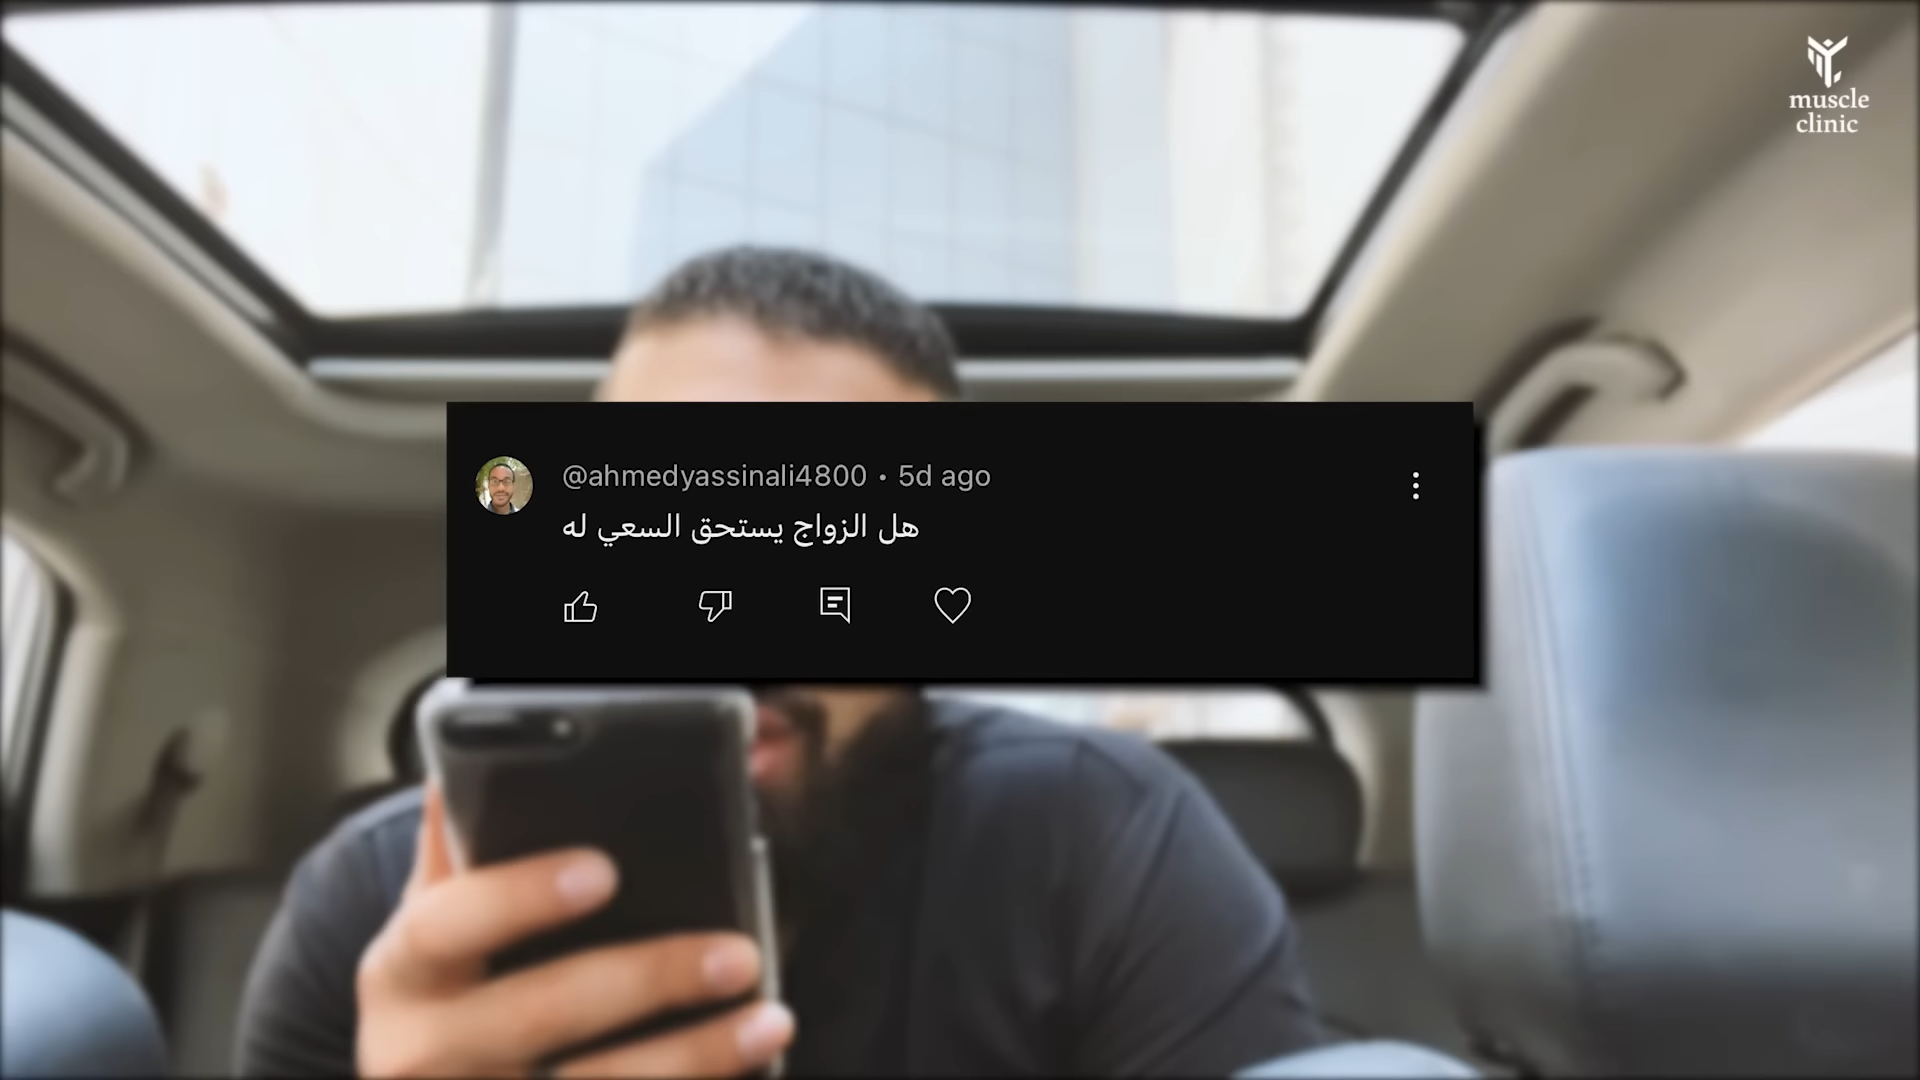 muscle
clinic
@ahmedyassinali4800 • 5d ago
هل الزواج يستحق السعي له